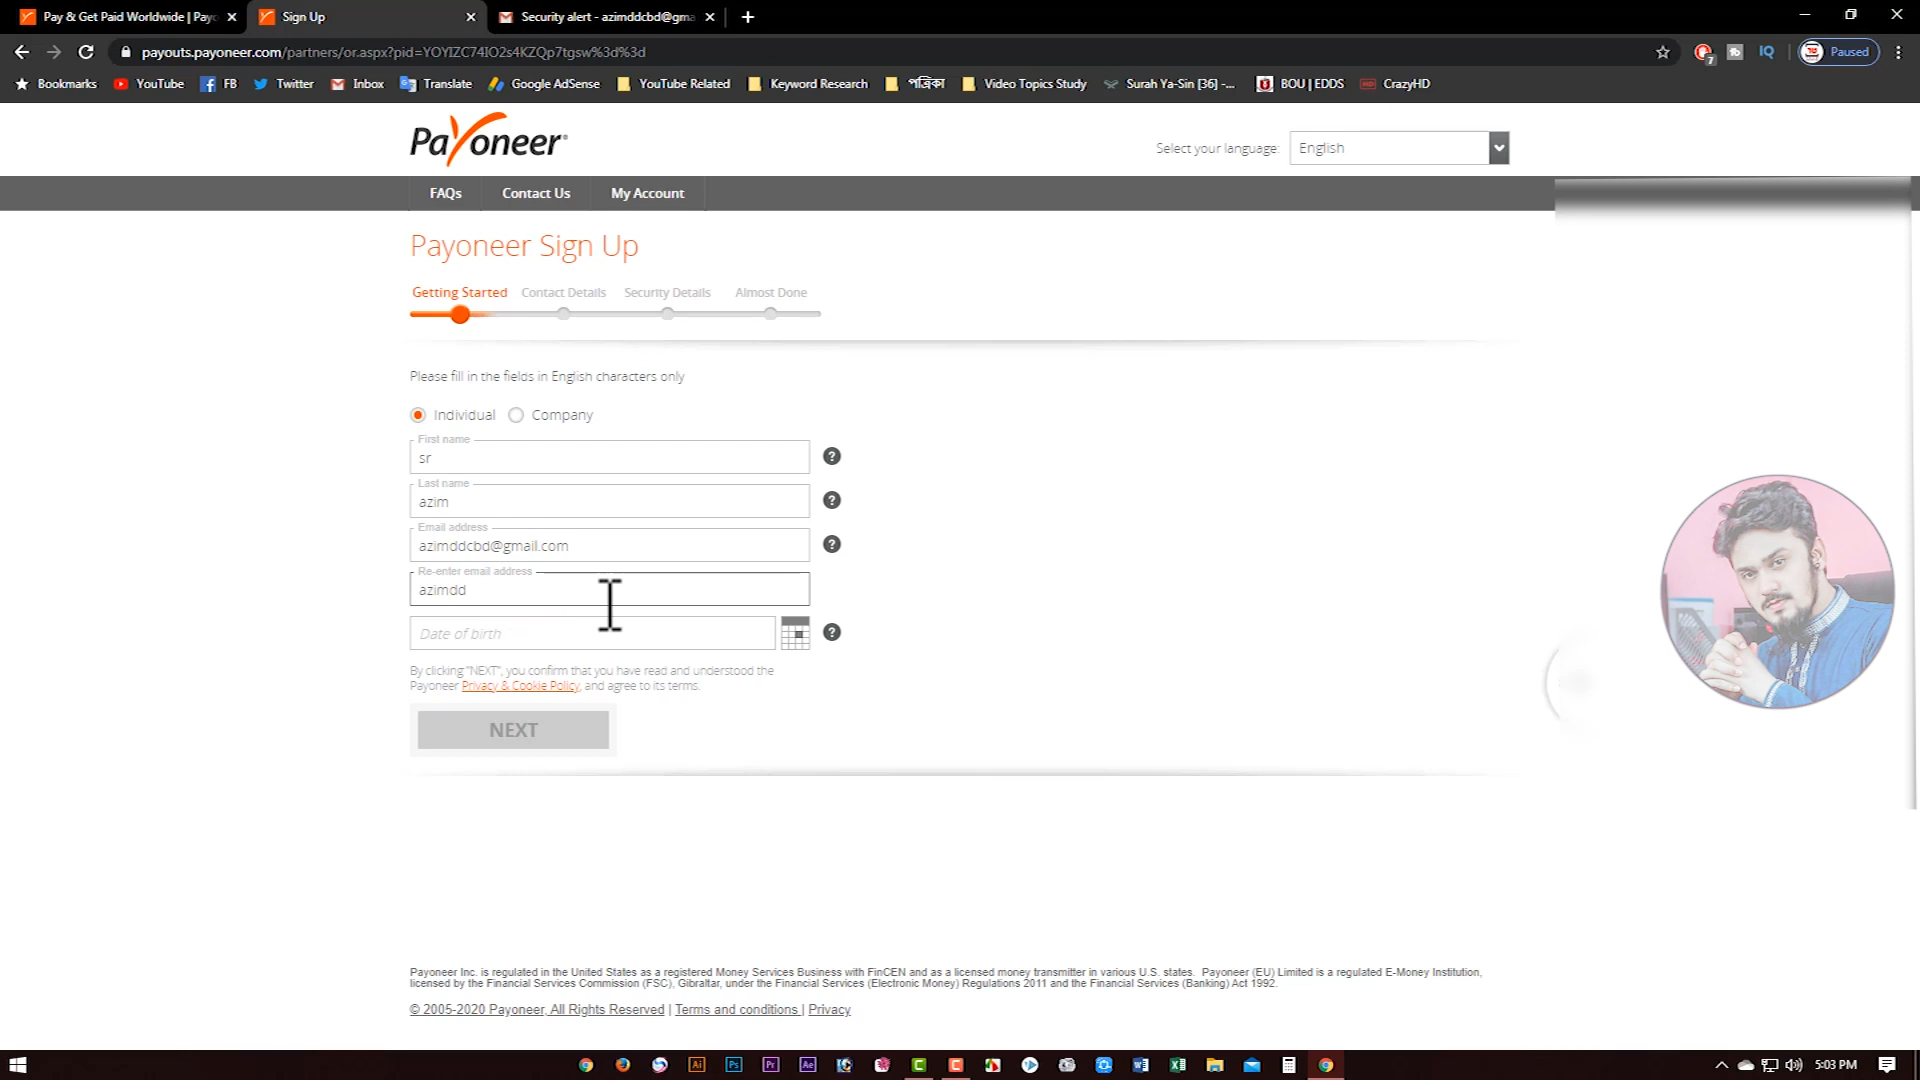 Pay & Get Paid Worldwide | Payo
Sign Up
Security alert - azimddcbd@gma
payouts.payoneer.com/partners/or.aspx?pid=YOYIZC74IO2s4KZQp7tgsw%3d%3d
7
IQ
Paused
Bookmarks
YouTube
FB
Twitter
Inbox
Translate
Google AdSense
YouTube Related
Keyword Research
পত্রিকা
Video Topics Study
Surah Ya-Sin [36] -...
BOU | EDDS
CrazyHD
Payoneer
Select your language:
English
FAQs
Contact Us
My Account
Payoneer Sign Up
Getting Started
Contact Details
Security Details
Almost Done
Please fill in the fields in English characters only
Individual
Company
First name
sr
?
Last name
azim
?
Email address
azimddcbd@gmail.com
?
Re-enter email address
azimdd
Date of birth
?
By clicking "NEXT", you confirm that you have read and understood the
Payoneer Privacy & Cookie Policy, and agree to its terms.
NEXT
Payoneer Inc. is regulated in the United States as a registered Money Services Business with FinCEN and as a licensed money transmitter in various U.S. states. Payoneer (EU) Limited is a regulated E-Money Institution,
licensed by the Financial Services Commission (FSC), Gibraltar, under the Financial Services (Electronic Money) Regulations 2011 and the Financial Services (Banking) Act 1992.
© 2005-2020 Payoneer, All Rights Reserved | Terms and conditions | Privacy
Ai
Ps
Pr
Ae
5:03 PM